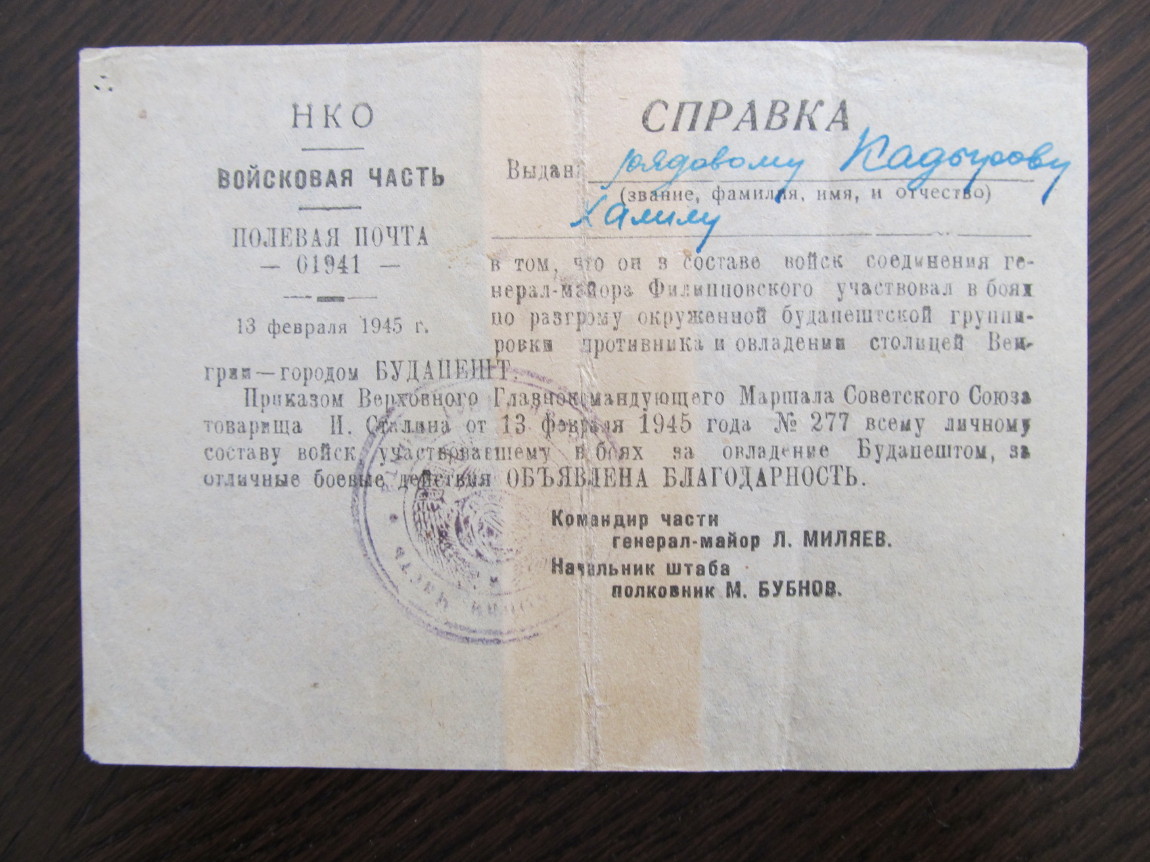 НКО
ВОЙСКОВАЯ ЧАСТЬ
ПОЛЕВАЯ ПОЧТА
— 61941 —
13 февраля 1945 г.
СПРАВКА
Выдана рядовому Кадырову
(звание, фамилия, имя, и отчество)
Халилу
в том, что он в составе войск соединения ге-
нерал-майора Филипповского участвовал в боях
по разгрому окруженной будапештской группи-
ровки противника и овладении столицей Вен-
грии — городом БУДАПЕШТ.
Приказом Верховного Главнокомандующего Маршала Советского Союза
товарища И. Сталина от 13 февраля 1945 года № 277 всему личному
составу войск, участвовавшему в боях за овладение Будапештом, за
отличные боевые действия ОБЪЯВЛЕНА БЛАГОДАРНОСТЬ.
Командир части
генерал-майор Л. МИЛЯЕВ.
Начальник штаба
полковник М. БУБНОВ.